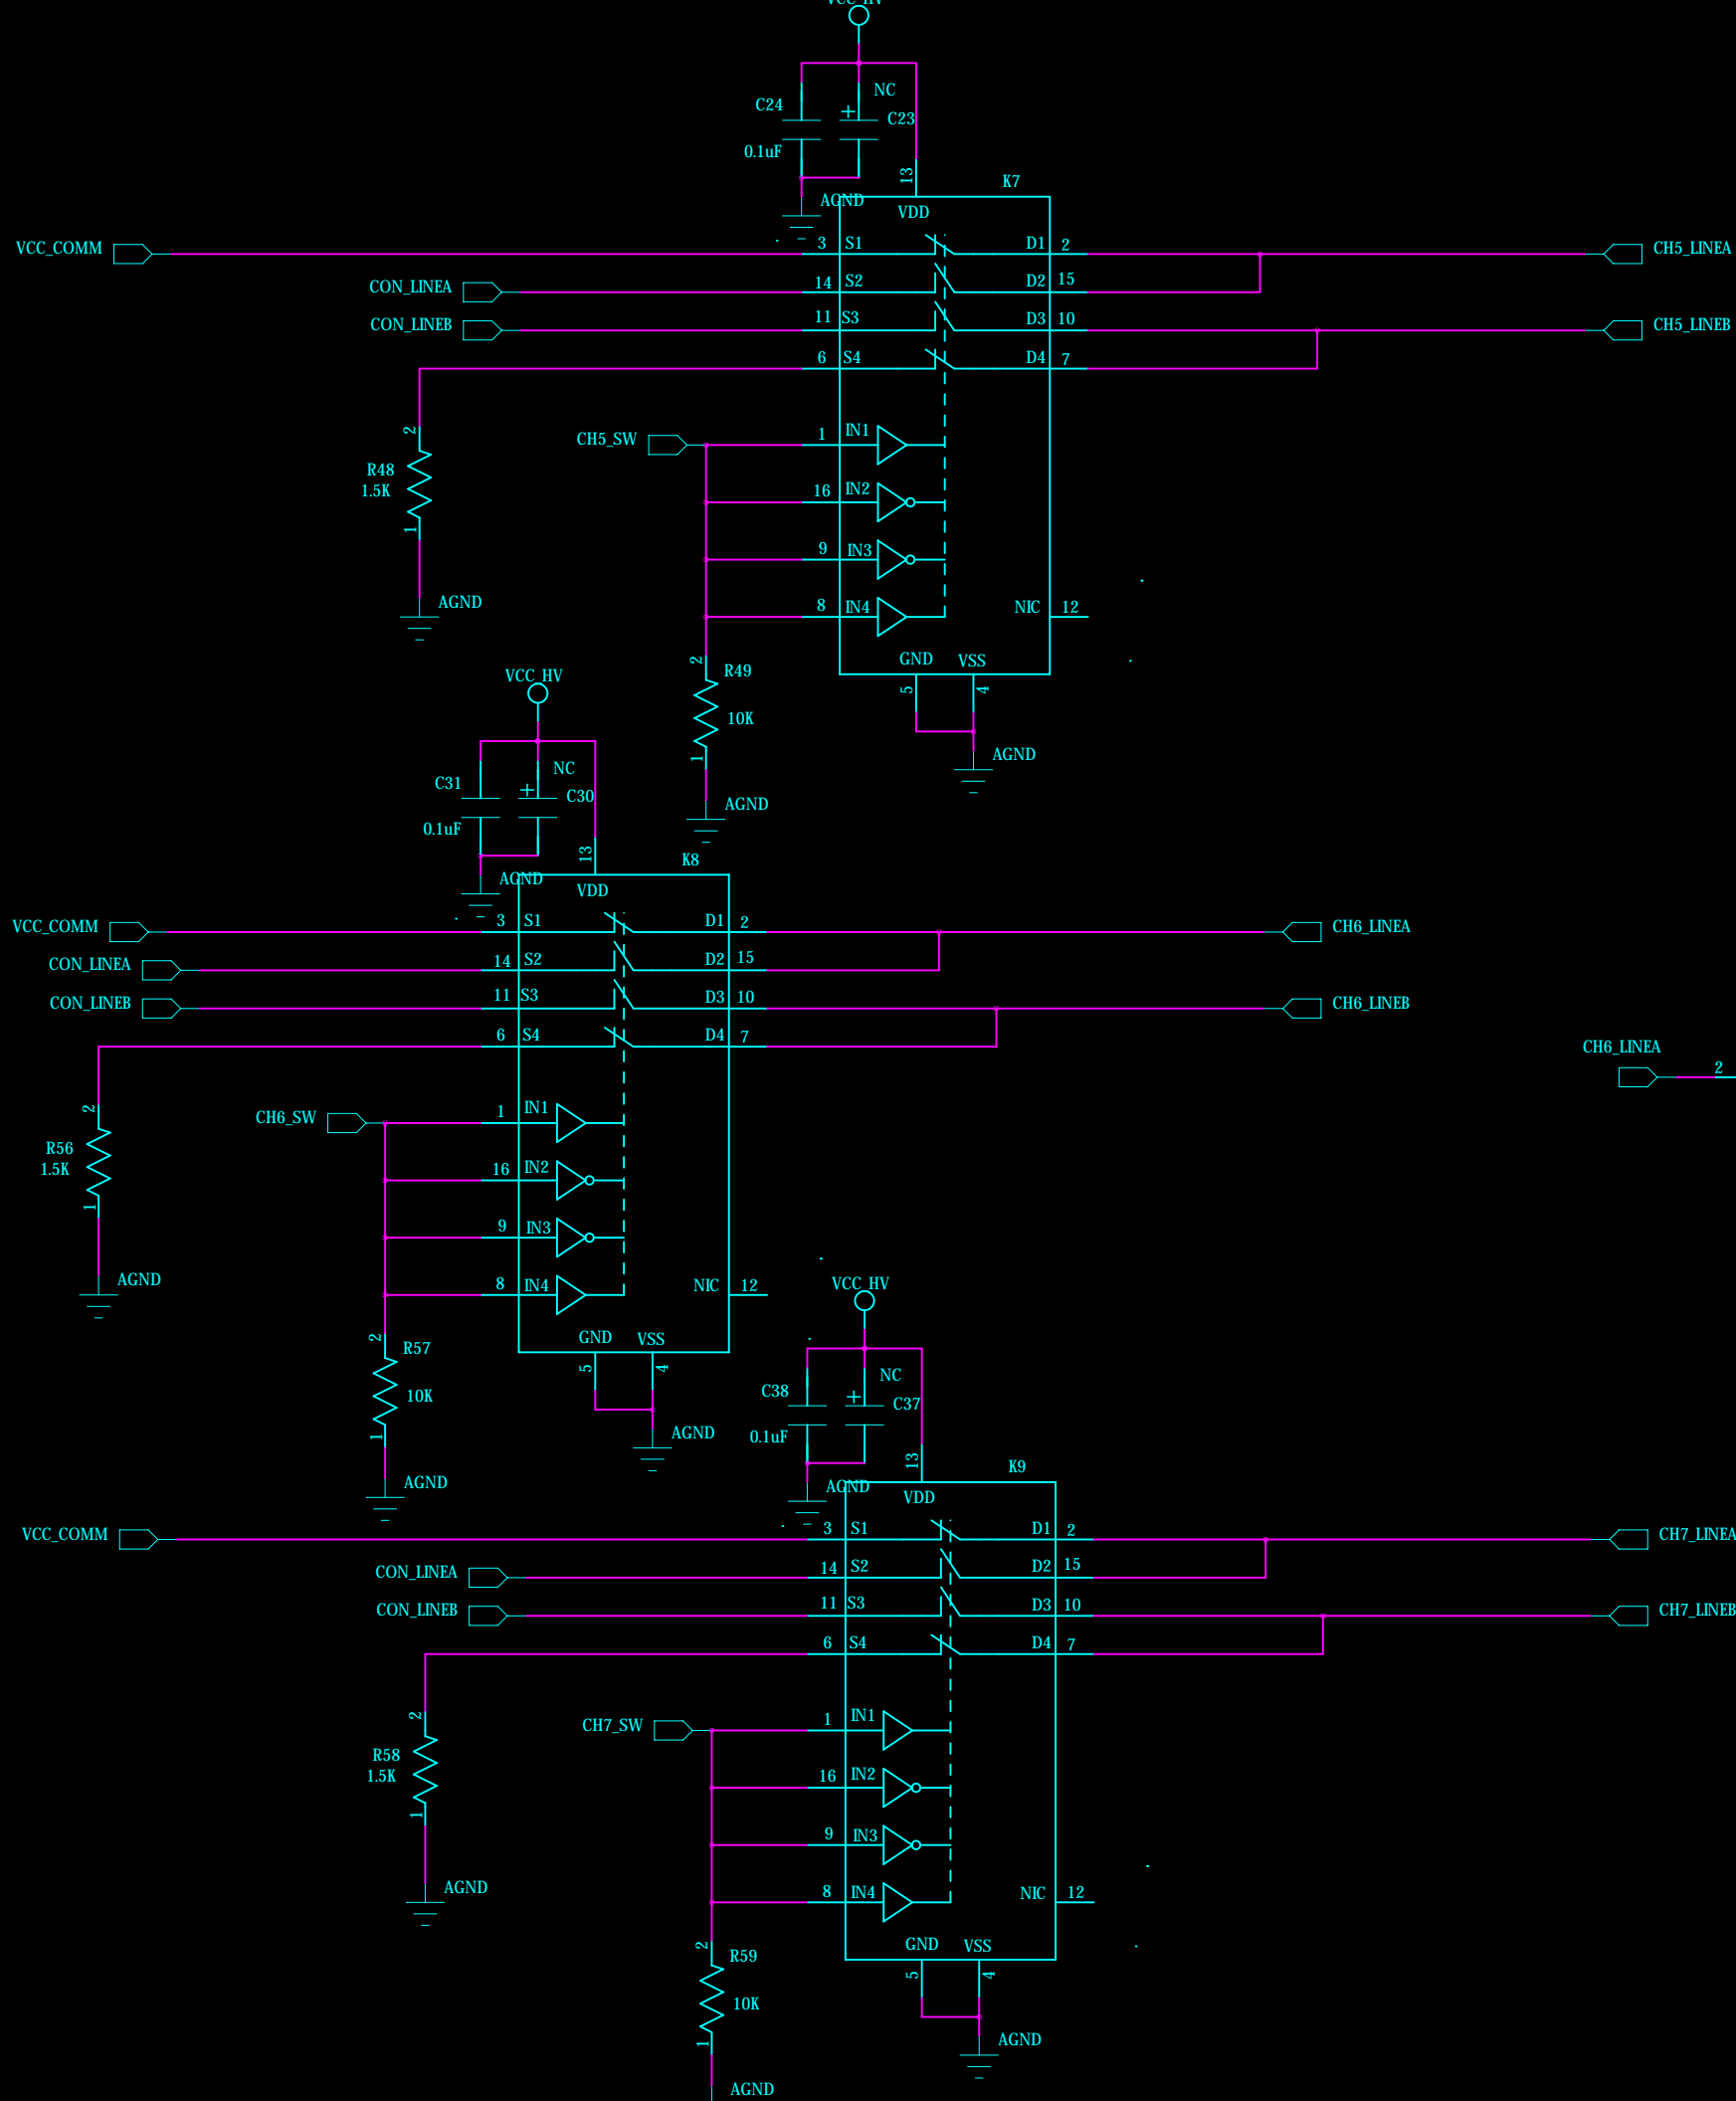 VCC_HV
NC
C24
C23
0.1uF
13
K7
AGND
VDD
VCC_COMM
3
S1
D1
2
CH5_LINEA
CON_LINEA
14
S2
D2
15
CON_LINEB
11
S3
D3
10
CH5_LINEB
6
S4
D4
7
2
CH5_SW
1
IN1
R48
1.5K
16
IN2
1
9
IN3
AGND
8
IN4
NIC
12
GND
VSS
2
R49
5
4
10K
1
AGND
AGND
VCC_HV
NC
C31
C30
0.1uF
13
K8
AGND
VDD
VCC_COMM
3
S1
D1
2
CH6_LINEA
CON_LINEA
14
S2
D2
15
CON_LINEB
11
S3
D3
10
CH6_LINEB
6
S4
D4
7
CH6_LINEA
2
2
CH6_SW
1
IN1
R56
1.5K
16
IN2
1
9
IN3
AGND
8
IN4
NIC
12
GND
VSS
2
R57
5
4
10K
1
AGND
AGND
VCC_HV
NC
C38
C37
0.1uF
13
K9
AGND
VDD
VCC_COMM
3
S1
D1
2
CH7_LINEA
CON_LINEA
14
S2
D2
15
CON_LINEB
11
S3
D3
10
CH7_LINEB
6
S4
D4
7
2
CH7_SW
1
IN1
R58
1.5K
16
IN2
1
9
IN3
AGND
8
IN4
NIC
12
GND
VSS
2
R59
5
4
10K
1
AGND
AGND